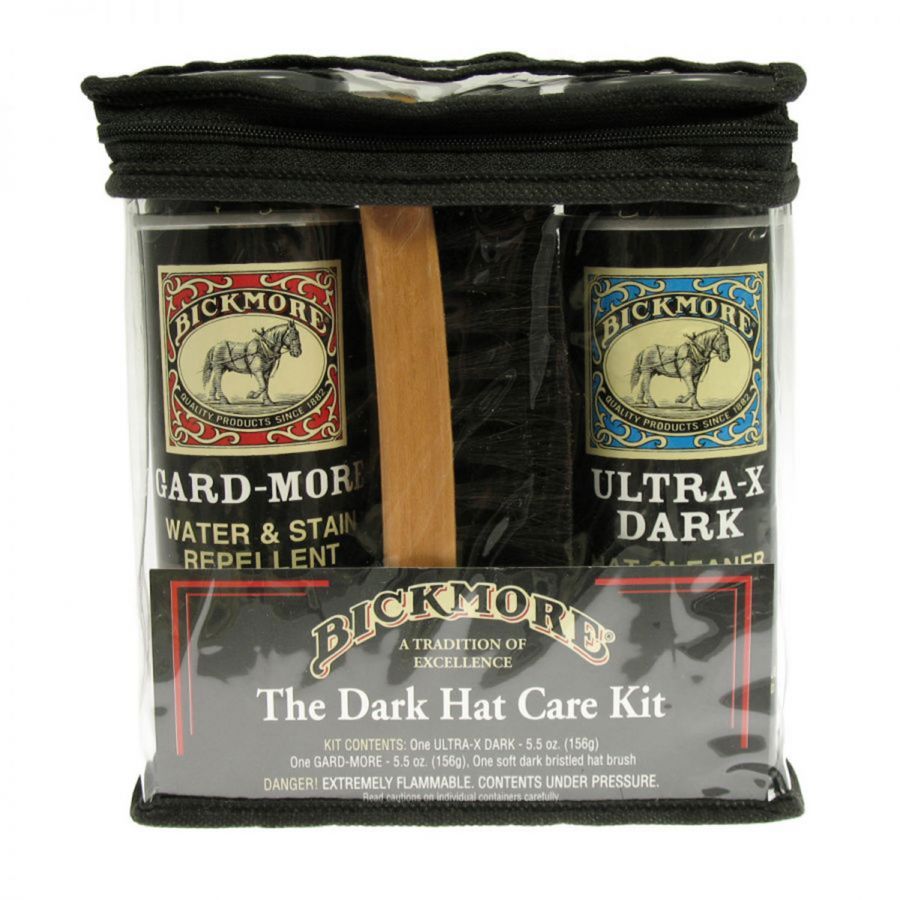 BICKMORE®
QUALITY PRODUCTS SINCE 1882
GARD-MORE
WATER & STAIN
REPELLENT
BICKMORE®
QUALITY PRODUCTS SINCE 1882
ULTRA-X
DARK
CLEANER
BICKMORE®
A TRADITION OF
EXCELLENCE
The Dark Hat Care Kit
KIT CONTENTS: One ULTRA-X DARK - 5.5 oz. (156g)
One GARD-MORE - 5.5 oz. (156g), One soft dark bristled hat brush
DANGER! EXTREMELY FLAMMABLE. CONTENTS UNDER PRESSURE.
Read cautions on individual containers carefully.